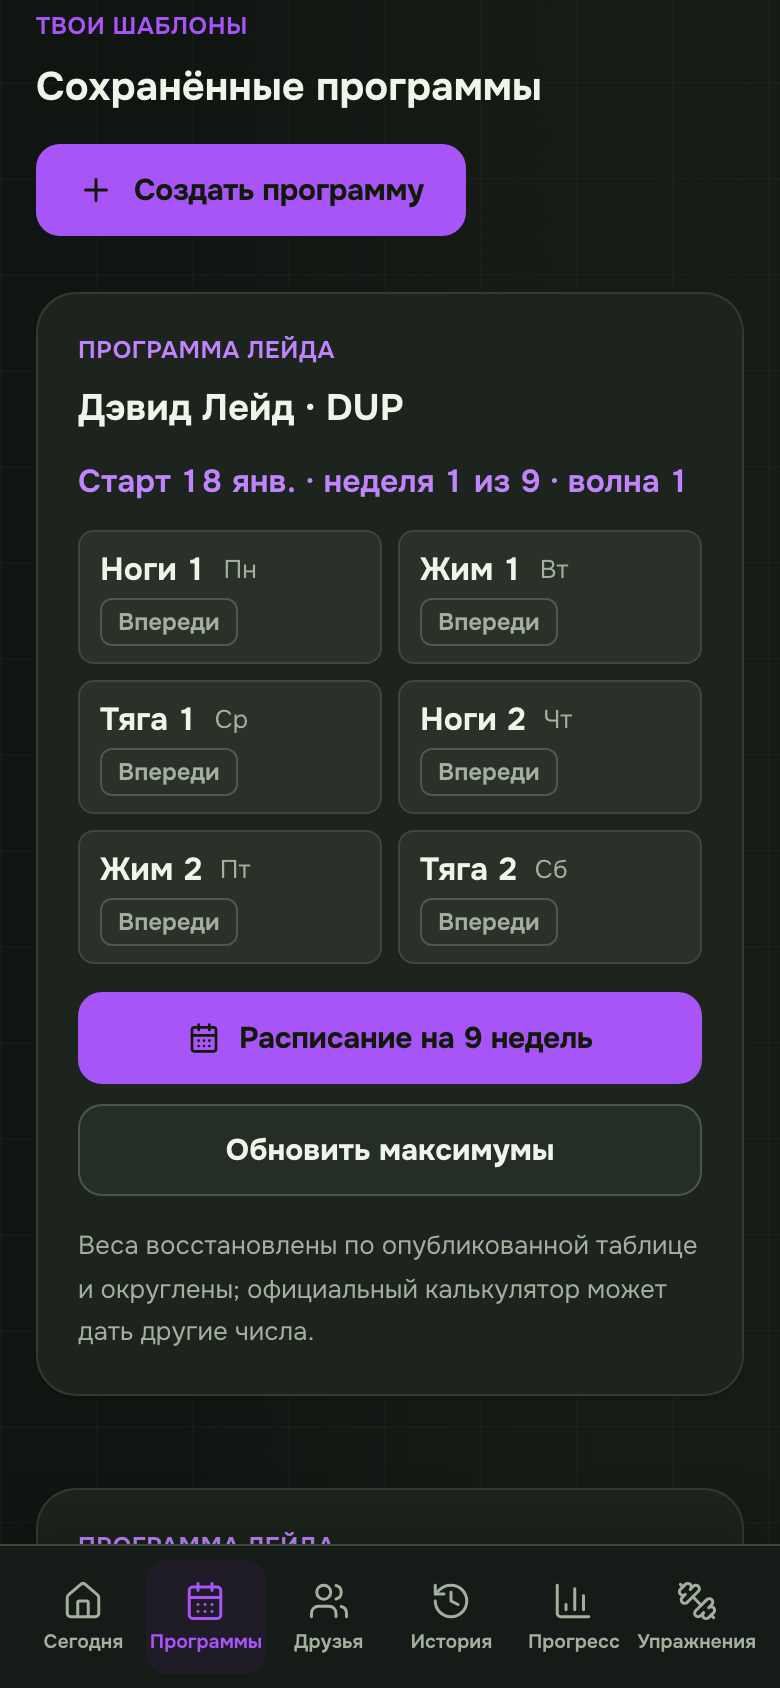 ТВОИ ШАБЛОНЫ
Сохранённые программы
Создать программу
ПРОГРАММА ЛЕЙДА
Дэвид Лейд · DUP
Старт 18 янв. · неделя 1 из 9 · волна 1
Ноги 1 Пн
Впереди
Жим 1 Вт
Впереди
Тяга 1 Ср
Впереди
Ноги 2 Чт
Впереди
Жим 2 Пт
Впереди
Тяга 2 Сб
Впереди
Расписание на 9 недель
Обновить максимумы
Веса восстановлены по опубликованной таблице
и округлены; официальный калькулятор может
дать другие числа.
ПРОГРАММА ЛЕЙДА
Сегодня
Программы
Друзья
История
Прогресс
Упражнения